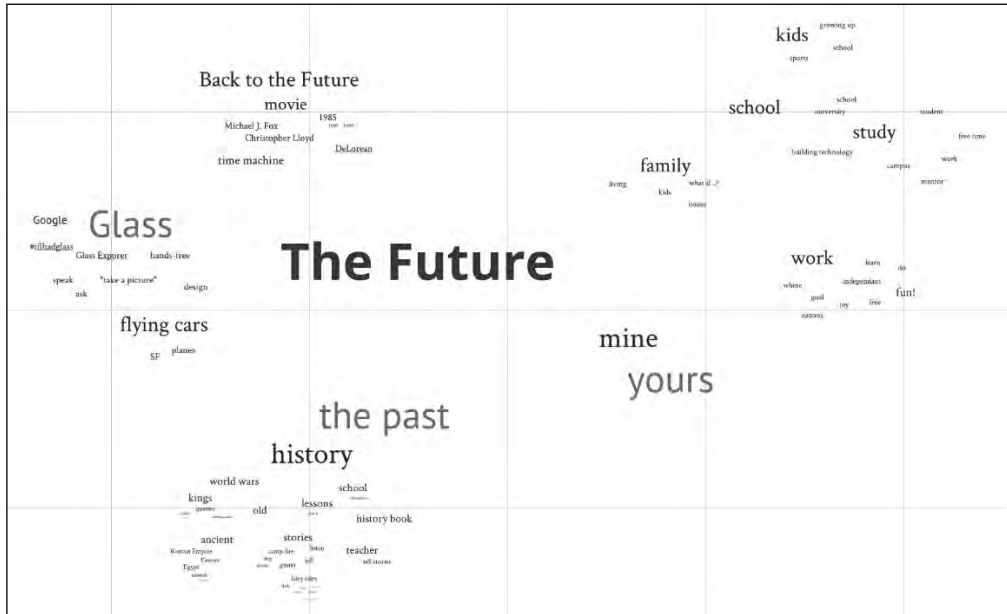 growing up
kids
school
sports
Back to the Future
movie
1985
Michael J. Fox
Christopher Lloyd
DeLorean
time machine
school
school
university
student
study
free time
building technology
work
campus
mentor
family
living
what if...?
kids
home
Google
Glass
#ifihadglass
Glass Exporer
hands-free
speak
"take a picture"
ask
design
The Future
work
learn
do
independant
where
goal
joy
free
fun!
success
flying cars
SF
planes
mine
yours
the past
history
world wars
school
kings
queens
old
lessons
history book
ancient
stories
Roman Empire
camp fire
listen
teacher
Greece
tell
tell stories
Egypt
fairy tales